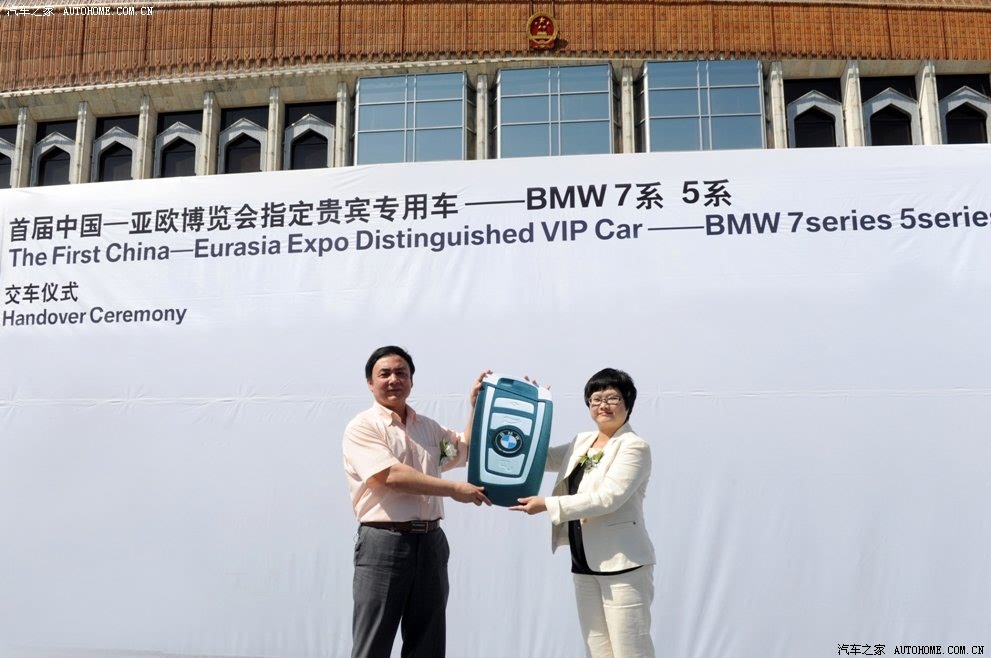 汽车之家 AUTOHOME.COM.CN
首届中国—亚欧博览会指定贵宾专用车——BMW 7系 5系
The First China—Eurasia Expo Distinguished VIP Car——BMW 7series 5series
交车仪式
Handover Ceremony
BMW
汽车之家 AUTOHOME.COM.CN